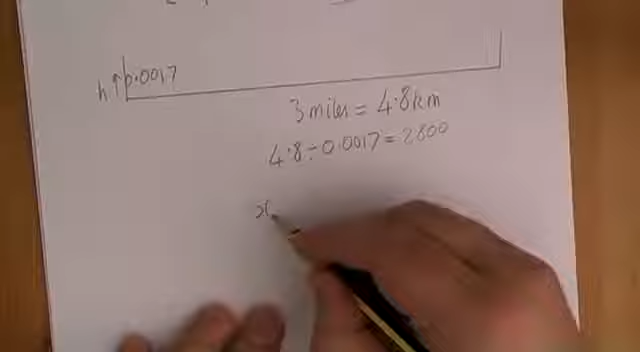 h↑ 0.0017
3 miles = 4.8km
4.8÷0.0017=2800
x